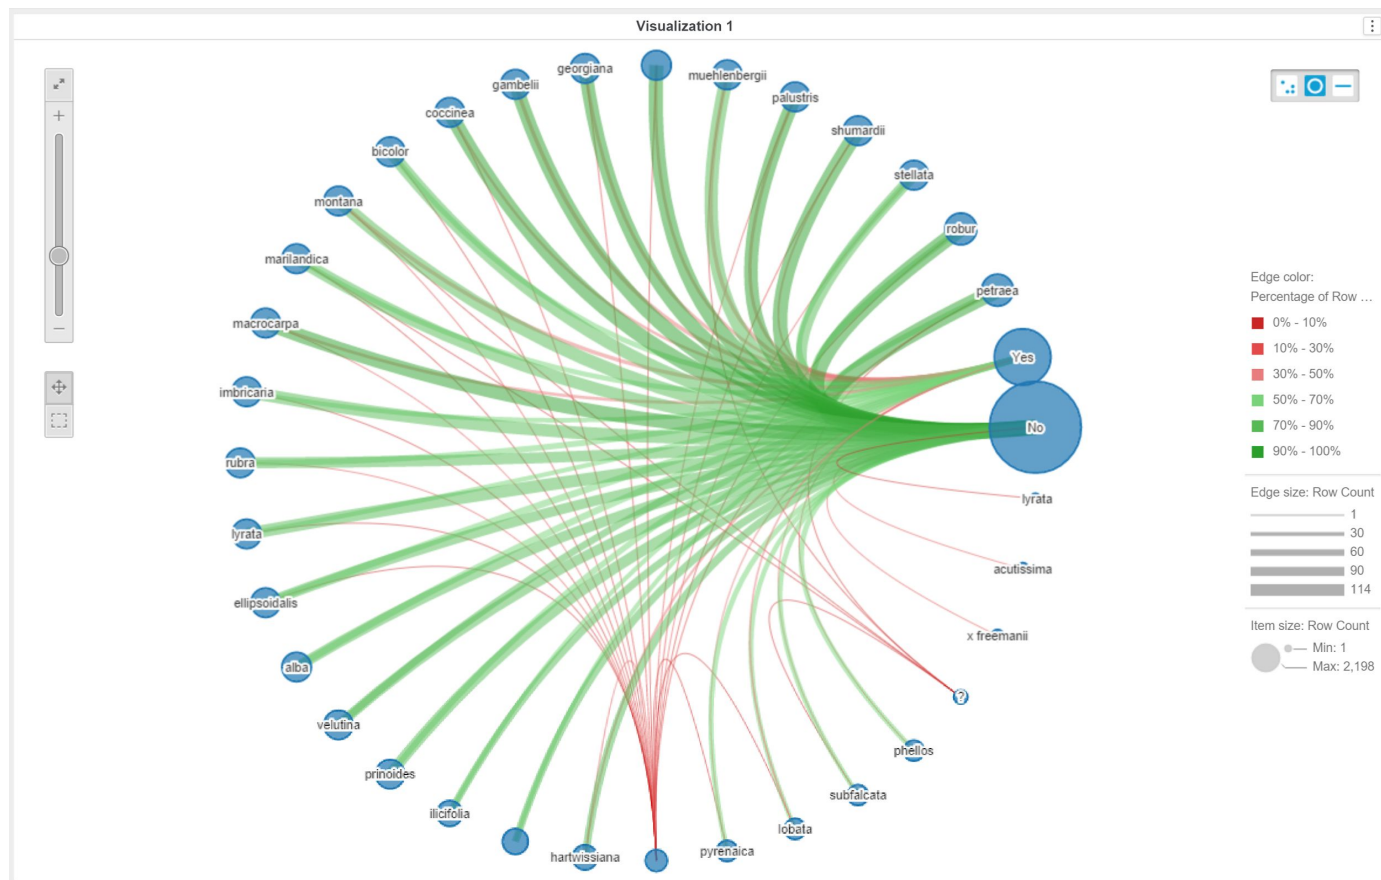 Visualization 1
georgiana
muehlenbergii
gambelii
palustris
coccinea
shumardii
bicolor
stellata
montana
robur
marilandica
petraea
macrocarpa
Yes
imbricaria
No
rubra
lyrata
lyrata
acutissima
ellipsoidalis
x freemanii
alba
?
velutina
phellos
prinoides
subfalcata
ilicifolia
lobata
hartwissiana
pyrenaica
Edge color:
Percentage of Row ...
0% - 10%
10% - 30%
30% - 50%
50% - 70%
70% - 90%
90% - 100%
Edge size: Row Count
1
30
60
90
114
Item size: Row Count
Min: 1
Max: 2,198